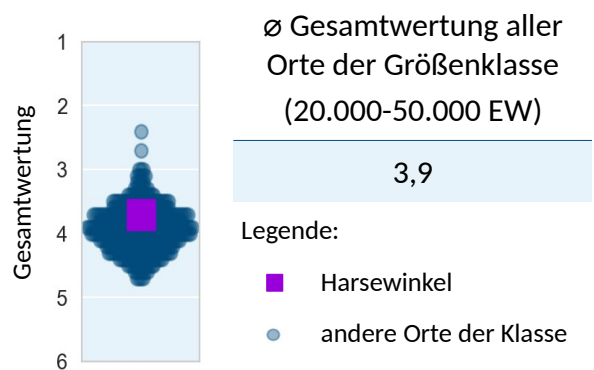 Gesamtwertung
1
2
3
4
5
6
⌀ Gesamtwertung aller
Orte der Größenklasse
(20.000-50.000 EW)
3,9
Legende:
Harsewinkel
andere Orte der Klasse